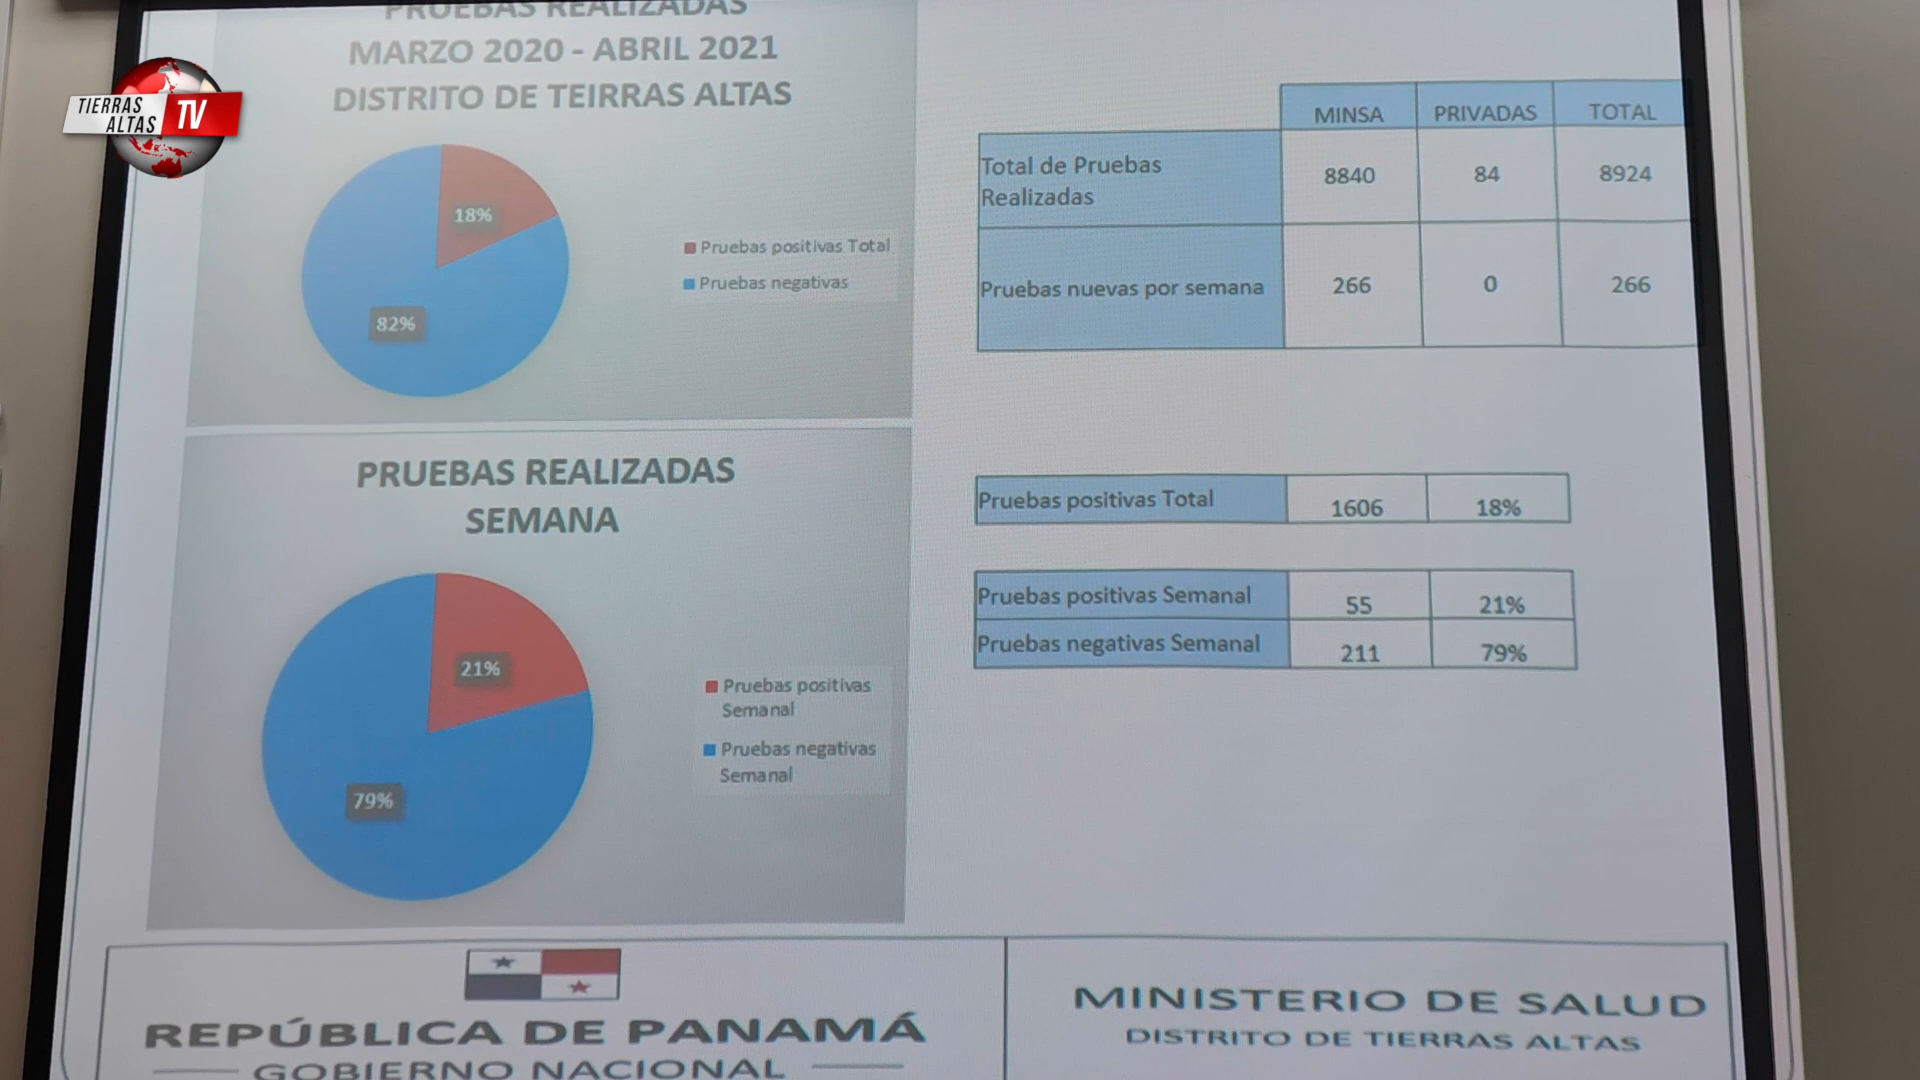 PRUEBAS REALIZADAS
MARZO 2020 - ABRIL 2021
DISTRITO DE TEIRRAS ALTAS
TIERRAS
ALTAS
TV
18%
82%
Pruebas positivas Total
Pruebas negativas
MINSA PRIVADAS TOTAL
Total de Pruebas
Realizadas
8840 84 8924
Pruebas nuevas por semana 266 0 266
PRUEBAS REALIZADAS
SEMANA
21%
79%
Pruebas positivas
Semanal
Pruebas negativas
Semanal
Pruebas positivas Total 1606 18%
Pruebas positivas Semanal 55 21%
Pruebas negativas Semanal 211 79%
REPÚBLICA DE PANAMÁ
GOBIERNO NACIONAL
MINISTERIO DE SALUD
DISTRITO DE TIERRAS ALTAS